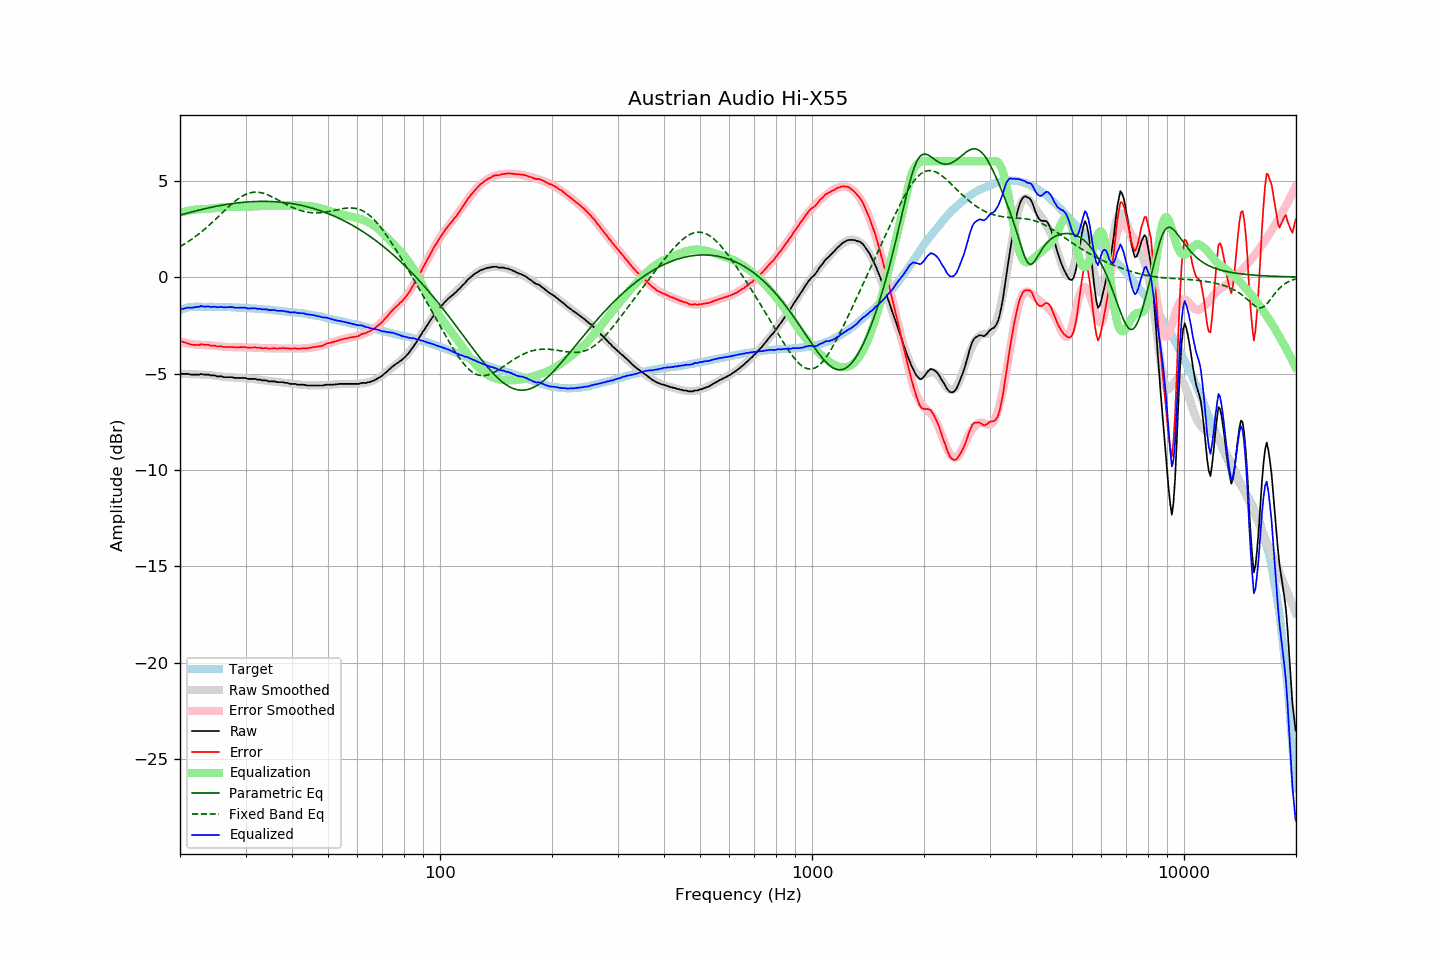 Austrian Audio Hi-X55
5
0
−5
−10
−15
−20
−25
Amplitude (dBr)
Target
Raw Smoothed
Error Smoothed
Raw
Error
Equalization
Parametric Eq
Fixed Band Eq
Equalized
100 1000 10000
Frequency (Hz)